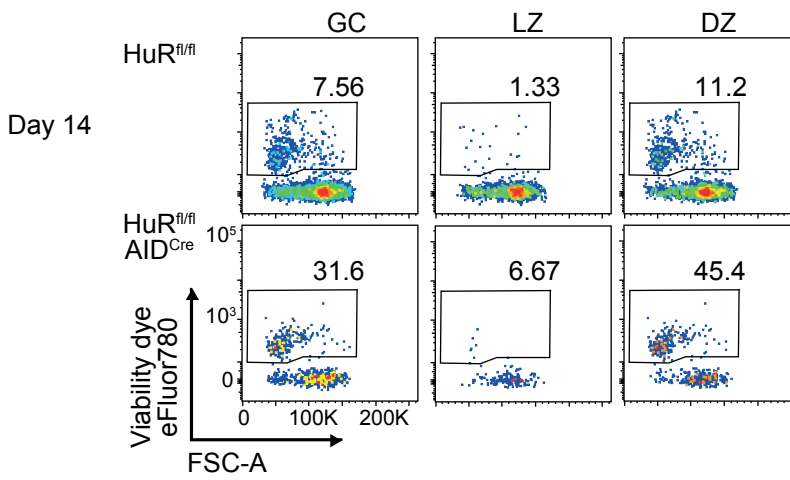 GC LZ DZ
HuRfl/fl
7.56 1.33 11.2
Day 14
HuRfl/fl
AIDCre
10⁵
31.6 6.67 45.4
10³
0
Viability dye
eFluor780
0 100K 200K
FSC-A